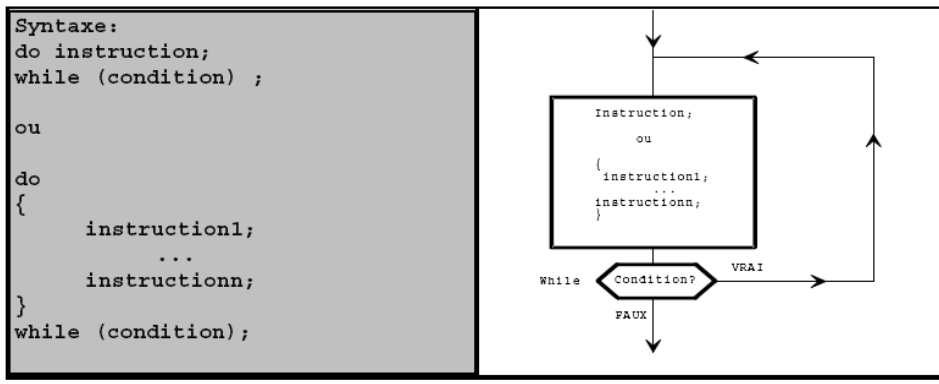 Syntaxe:
do instruction;
while (condition) ;
ou
do
{
instruction1;
...
instructionn;
}
while (condition);
Instruction;
ou
{
instruction1;
...
instructionn;
}
While
Condition?
VRAI
FAUX